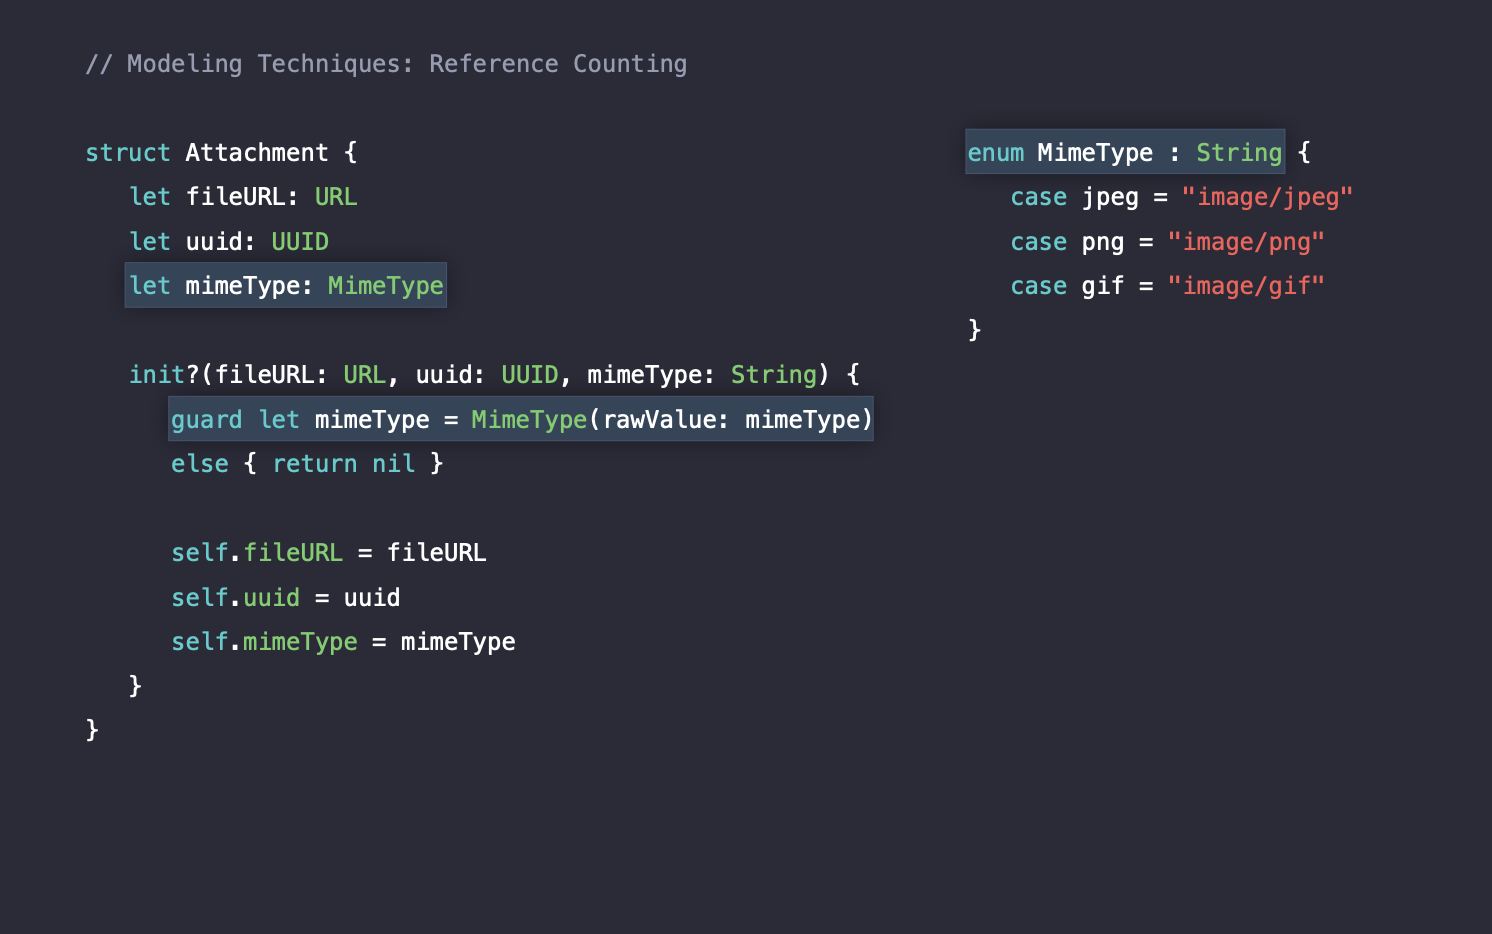 // Modeling Techniques: Reference Counting
struct Attachment {
let fileURL: URL
let uuid: UUID
let mimeType: MimeType
init?(fileURL: URL, uuid: UUID, mimeType: String) {
guard let mimeType = MimeType(rawValue: mimeType)
else { return nil }
self.fileURL = fileURL
self.uuid = uuid
self.mimeType = mimeType
}
}
enum MimeType : String {
case jpeg = "image/jpeg"
case png = "image/png"
case gif = "image/gif"
}